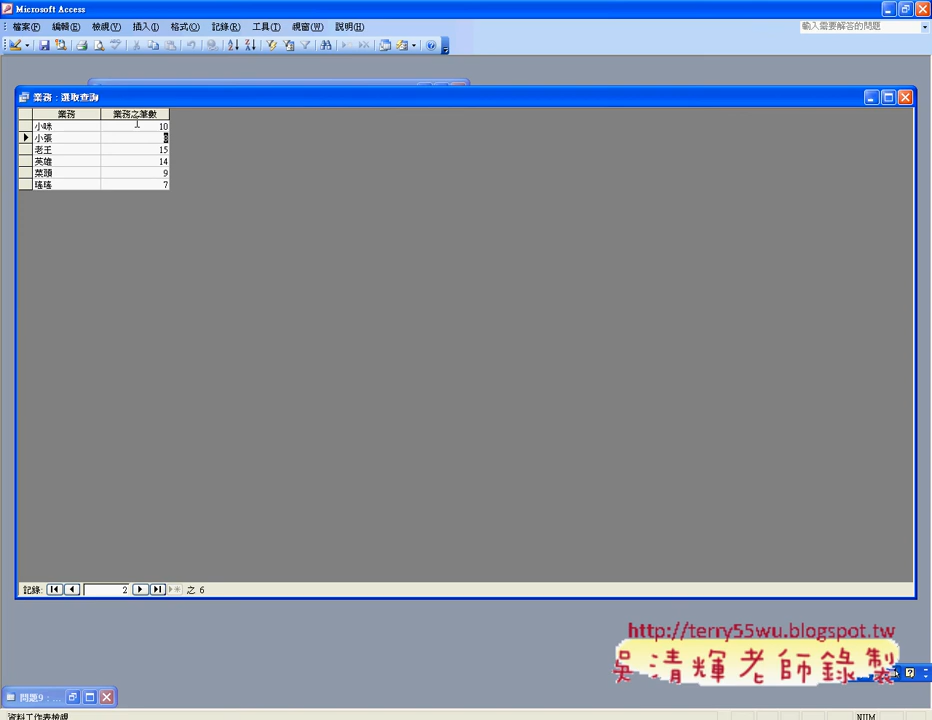 Microsoft Access
檔案(F) 編輯(E) 檢視(V) 插入(I) 格式(O) 記錄(R) 工具(T) 視窗(W) 說明(H)
輸入需要解答的問題
業務 : 選取查詢
業務 業務之筆數
小咪 10
小張
老王 15
英雄 14
菜頭 9
瑤瑤 7
記錄: 2 之 6
http://terry55wu.blogspot.tw
吳清輝老師錄製
問題9 : ...
資料工作表檢視 NUM